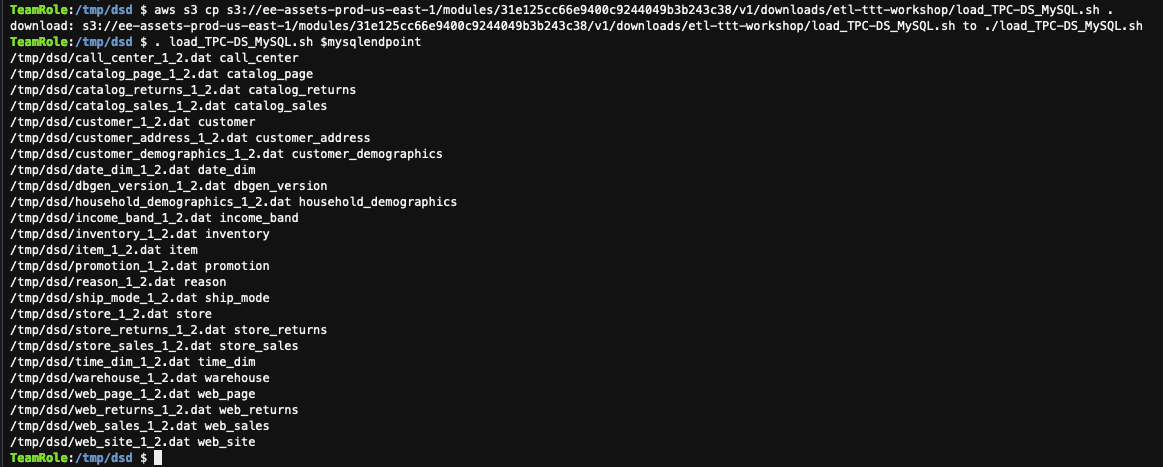 TeamRole:/tmp/dsd $ aws s3 cp s3://ee-assets-prod-us-east-1/modules/31e125cc66e9400c9244049b3b243c38/v1/downloads/etl-ttt-workshop/load_TPC-DS_MySQL.sh .
download: s3://ee-assets-prod-us-east-1/modules/31e125cc66e9400c9244049b3b243c38/v1/downloads/etl-ttt-workshop/load_TPC-DS_MySQL.sh to ./load_TPC-DS_MySQL.sh
TeamRole:/tmp/dsd $ . load_TPC-DS_MySQL.sh $mysqlendpoint
/tmp/dsd/call_center_1_2.dat call_center
/tmp/dsd/catalog_page_1_2.dat catalog_page
/tmp/dsd/catalog_returns_1_2.dat catalog_returns
/tmp/dsd/catalog_sales_1_2.dat catalog_sales
/tmp/dsd/customer_1_2.dat customer
/tmp/dsd/customer_address_1_2.dat customer_address
/tmp/dsd/customer_demographics_1_2.dat customer_demographics
/tmp/dsd/date_dim_1_2.dat date_dim
/tmp/dsd/dbgen_version_1_2.dat dbgen_version
/tmp/dsd/household_demographics_1_2.dat household_demographics
/tmp/dsd/income_band_1_2.dat income_band
/tmp/dsd/inventory_1_2.dat inventory
/tmp/dsd/item_1_2.dat item
/tmp/dsd/promotion_1_2.dat promotion
/tmp/dsd/reason_1_2.dat reason
/tmp/dsd/ship_mode_1_2.dat ship_mode
/tmp/dsd/store_1_2.dat store
/tmp/dsd/store_returns_1_2.dat store_returns
/tmp/dsd/store_sales_1_2.dat store_sales
/tmp/dsd/time_dim_1_2.dat time_dim
/tmp/dsd/warehouse_1_2.dat warehouse
/tmp/dsd/web_page_1_2.dat web_page
/tmp/dsd/web_returns_1_2.dat web_returns
/tmp/dsd/web_sales_1_2.dat web_sales
/tmp/dsd/web_site_1_2.dat web_site
TeamRole:/tmp/dsd $